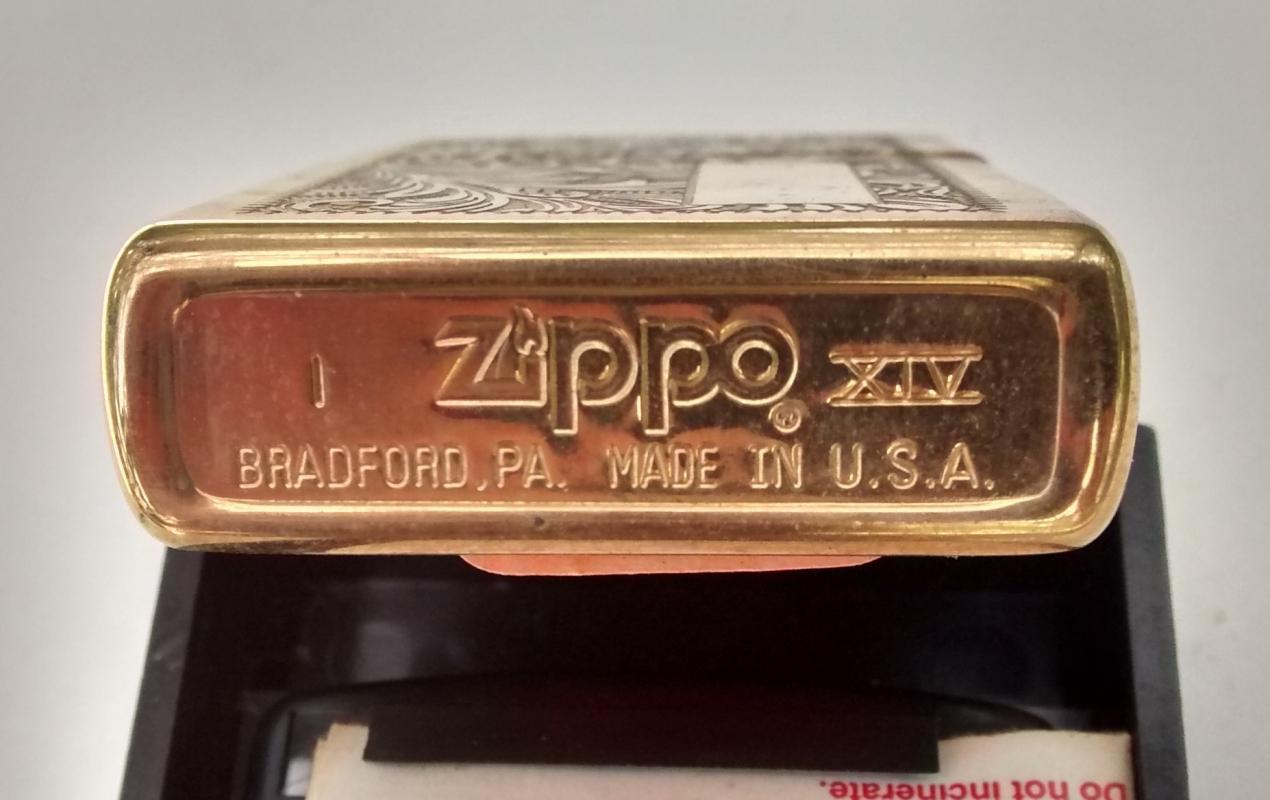 I Zippo® XIV
BRADFORD, PA. MADE IN U.S.A.
Do not incinerate.